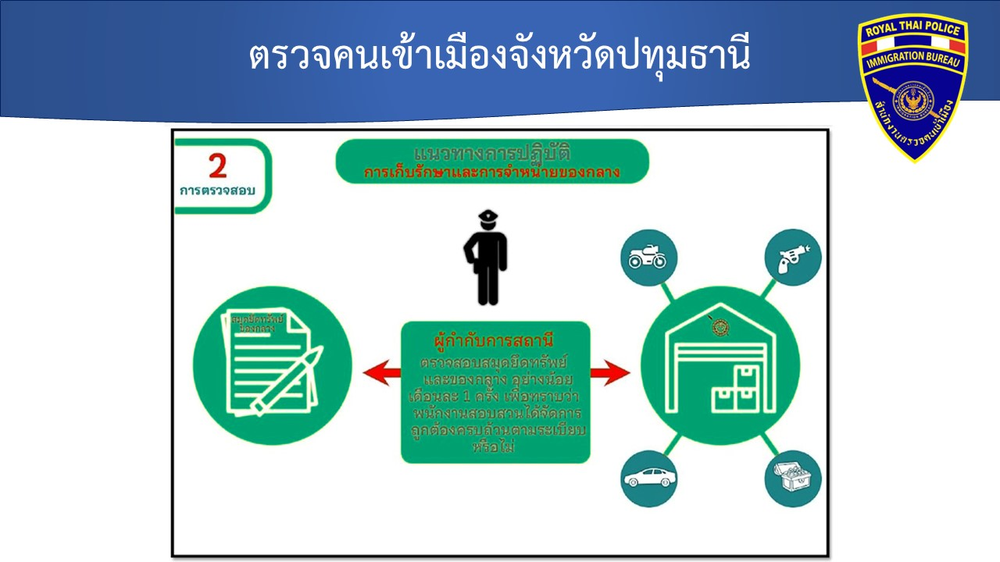 ตรวจคนเข้าเมืองจังหวัดปทุมธานี
ROYAL THAI POLICE
IMMIGRATION BUREAU
สำนักงานตรวจคนเข้าเมือง
2
การตรวจสอบ
แนวทางการปฏิบัติ
การเก็บรักษาและการจำหน่ายของกลาง
สมุดยึดทรัพย์
ของกลาง
ผู้กำกับการสถานี
ตรวจสอบสมุดยึดทรัพย์
และของกลาง อย่างน้อย
เดือนละ 1 ครั้ง เพื่อทราบว่า
พนักงานสอบสวนได้จัดการ
ถูกต้องครบถ้วนตามระเบียบ
หรือไม่